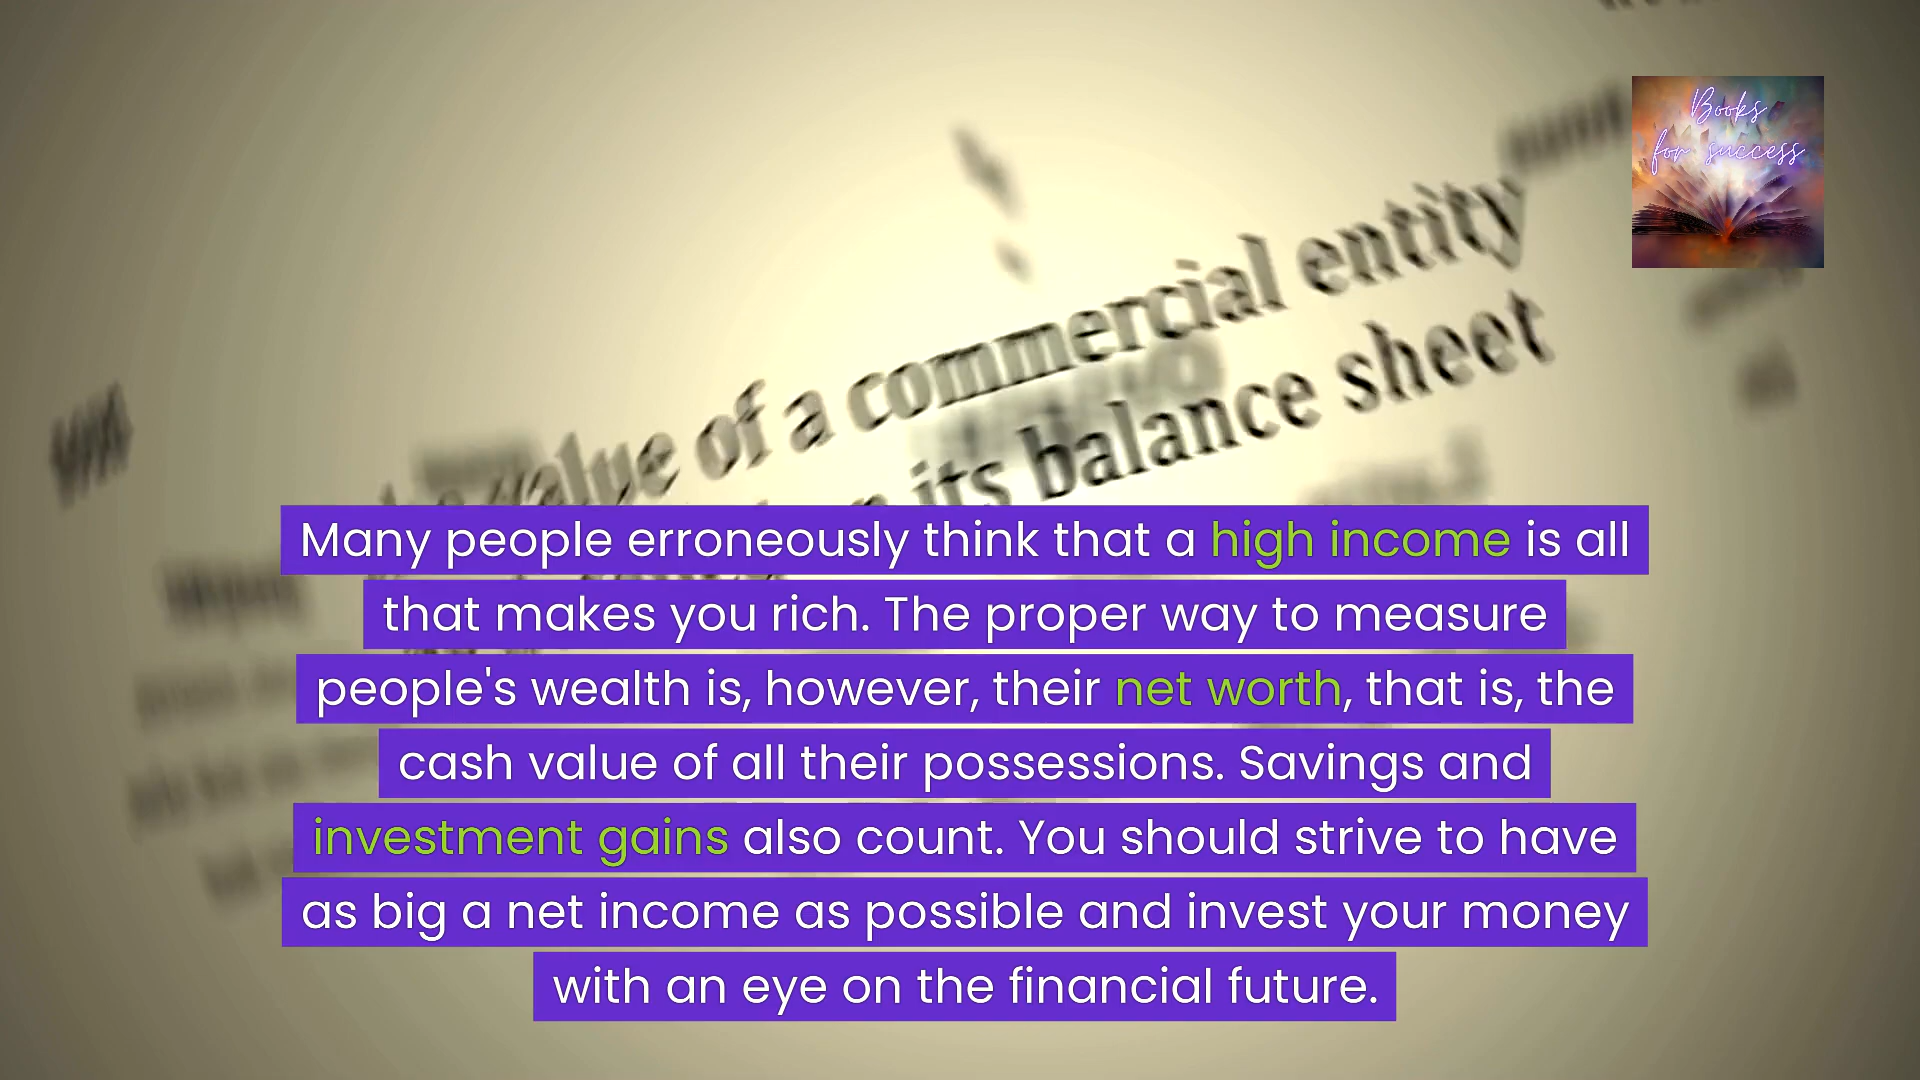 Books
for success
value of a commercial entity
its balance sheet
Many people erroneously think that a high income is all
that makes you rich. The proper way to measure
people's wealth is, however, their net worth, that is, the
cash value of all their possessions. Savings and
investment gains also count. You should strive to have
as big a net income as possible and invest your money
with an eye on the financial future.